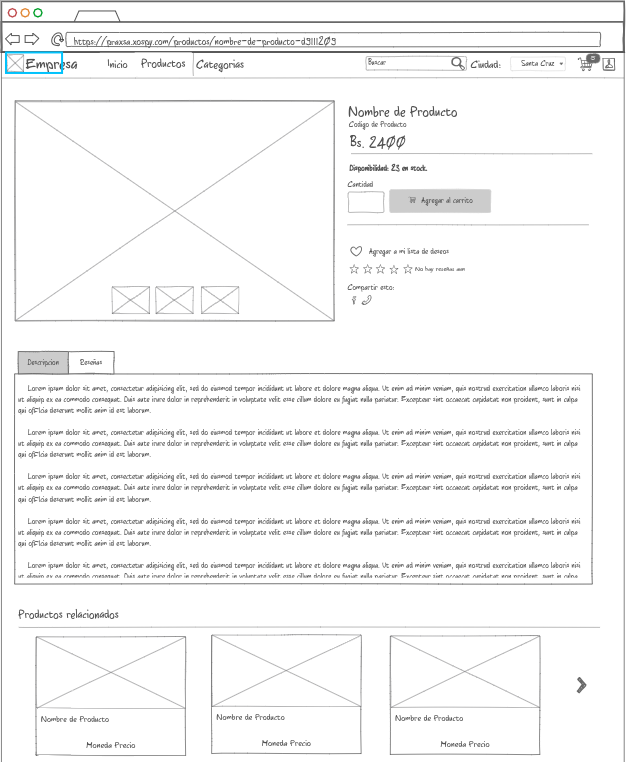 https://praxsa.xospy.com/productos/nombre-de-producto-d9111209
Empresa Inicio Productos Categorias Buscar Ciudad: Santa Cruz
Nombre de Producto
Codigo de Producto
Bs. 2400
Disponibilidad: 23 en stock.
Cantidad
Agregar al carrito
Agregar a mi lista de deseos
No hay reseñas aun
Compartir esto:
Descripcion Reseñas
Lorem ipsum dolor sit amet, consectetur adipisicing elit, sed do eiusmod tempor incididunt ut labore et dolore magna aliqua. Ut enim ad minim veniam, quis nostrud exercitation ullamco laboris nisi
ut aliquip ex ea commodo consequat. Duis aute irure dolor in reprehenderit in voluptate velit esse cillum dolore eu fugiat nulla pariatur. Excepteur sint occaecat cupidatat non proident, sunt in culpa
qui officia deserunt mollit anim id est laborum.
Lorem ipsum dolor sit amet, consectetur adipisicing elit, sed do eiusmod tempor incididunt ut labore et dolore magna aliqua. Ut enim ad minim veniam, quis nostrud exercitation ullamco laboris nisi
ut aliquip ex ea commodo consequat. Duis aute irure dolor in reprehenderit in voluptate velit esse cillum dolore eu fugiat nulla pariatur. Excepteur sint occaecat cupidatat non proident, sunt in culpa
qui officia deserunt mollit anim id est laborum.
Lorem ipsum dolor sit amet, consectetur adipisicing elit, sed do eiusmod tempor incididunt ut labore et dolore magna aliqua. Ut enim ad minim veniam, quis nostrud exercitation ullamco laboris nisi
ut aliquip ex ea commodo consequat. Duis aute irure dolor in reprehenderit in voluptate velit esse cillum dolore eu fugiat nulla pariatur. Excepteur sint occaecat cupidatat non proident, sunt in culpa
qui officia deserunt mollit anim id est laborum.
Lorem ipsum dolor sit amet, consectetur adipisicing elit, sed do eiusmod tempor incididunt ut labore et dolore magna aliqua. Ut enim ad minim veniam, quis nostrud exercitation ullamco laboris nisi
ut aliquip ex ea commodo consequat. Duis aute irure dolor in reprehenderit in voluptate velit esse cillum dolore eu fugiat nulla pariatur. Excepteur sint occaecat cupidatat non proident, sunt in culpa
qui officia deserunt mollit anim id est laborum.
Lorem ipsum dolor sit amet, consectetur adipisicing elit, sed do eiusmod tempor incididunt ut labore et dolore magna aliqua. Ut enim ad minim veniam, quis nostrud exercitation ullamco laboris nisi
ut aliquip ex ea commodo consequat. Duis aute irure dolor in reprehenderit in voluptate velit esse cillum dolore eu fugiat nulla pariatur. Excepteur sint occaecat cupidatat non proident, sunt in culpa
Productos relacionados
Nombre de Producto Nombre de Producto Nombre de Producto
Moneda Precio Moneda Precio Moneda Precio